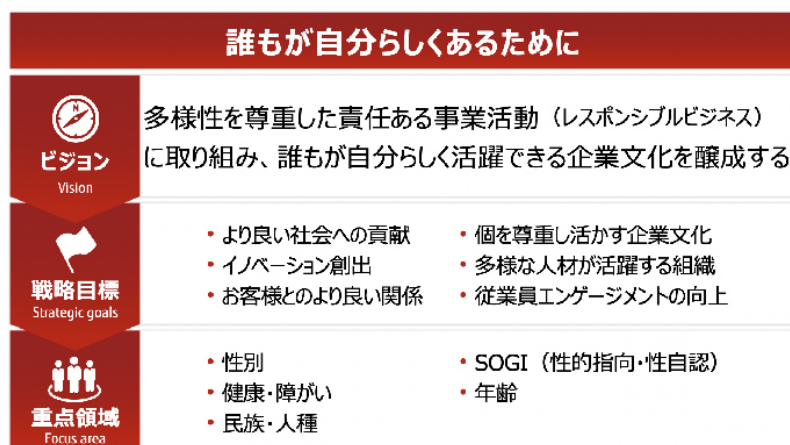 誰もが自分らしくあるために
N
ビジョン
Vision
多様性を尊重した責任ある事業活動（レスポンシブルビジネス）
に取り組み、誰もが自分らしく活躍できる企業文化を醸成する
戦略目標
Strategic goals
・より良い社会への貢献
・イノベーション創出
・お客様とのより良い関係
・個を尊重し活かす企業文化
・多様な人材が活躍する組織
・従業員エンゲージメントの向上
重点領域
Focus area
・性別
・健康・障がい
・民族・人種
・SOGI（性的指向・性自認）
・年齢